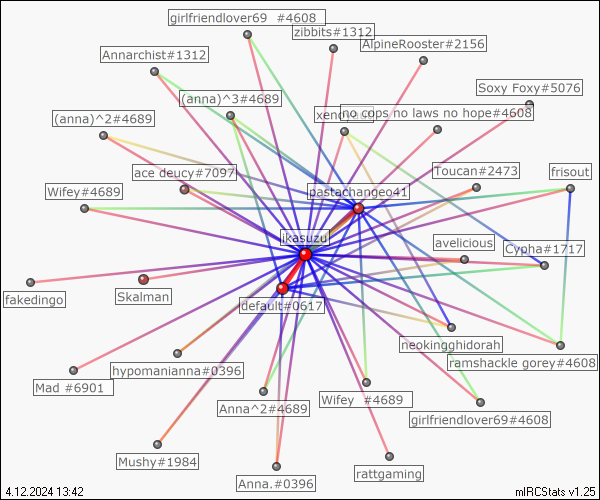 girlfriendlover69 #4608
zibbits#1312
AlpineRooster#2156
Annarchist#1312
Soxy Foxy#5076
(anna)^3#4689
no cops no laws no hope#4608
(anna)^2#4689
ace deucy#7097
Toucan#2473
frisout
Wifey#4689
pastachangeo41
ikasuzu
avelicious
Cypha#1717
fakedingo
Skalman
default#0617
neokingghidorah
ramshackle gorey#4608
hypomanianna#0396
Mad #6901
Anna^2#4689
Wifey #4689
girlfriendlover69#4608
Mushy#1984
Anna.#0396
rattgaming
4.12.2024 13:42
mIRCStats v1.25